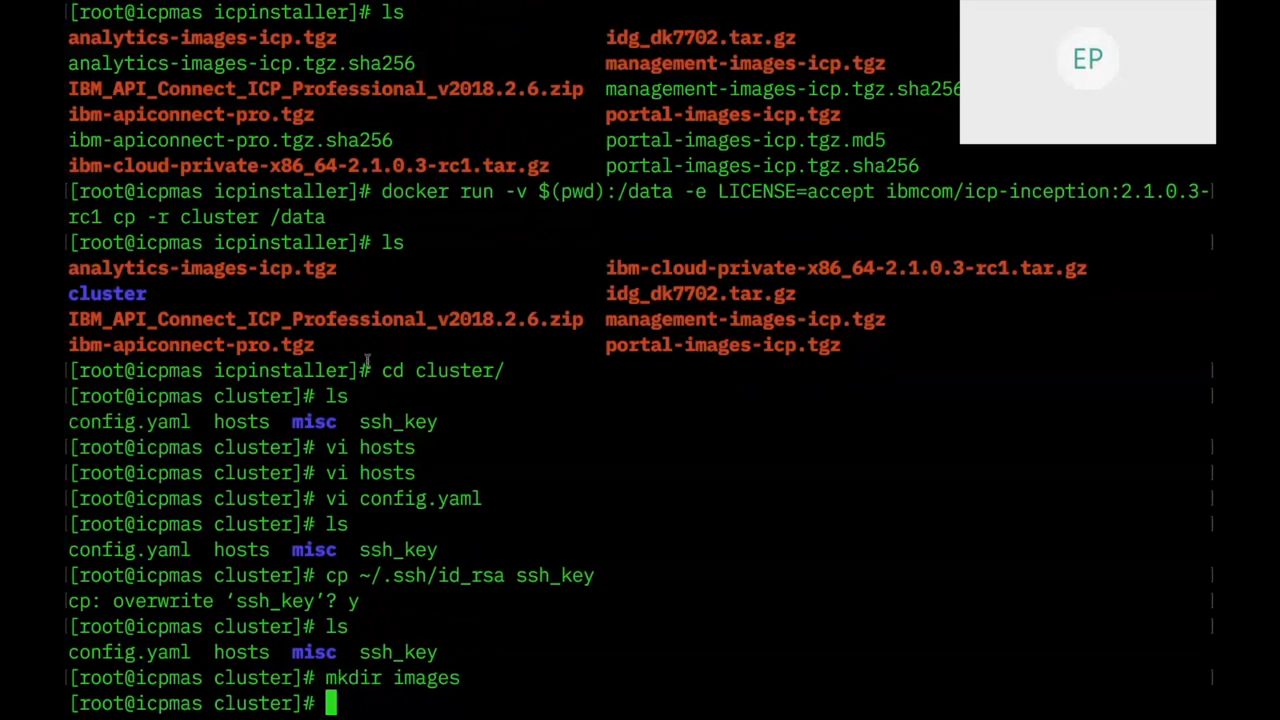 [root@icpmas icpinstaller]# ls
analytics-images-icp.tgz idg_dk7702.tar.gz
analytics-images-icp.tgz.sha256 management-images-icp.tgz
IBM_API_Connect_ICP_Professional_v2018.2.6.zip management-images-icp.tgz.sha256
ibm-apiconnect-pro.tgz portal-images-icp.tgz
ibm-apiconnect-pro.tgz.sha256 portal-images-icp.tgz.md5
ibm-cloud-private-x86_64-2.1.0.3-rc1.tar.gz portal-images-icp.tgz.sha256
[root@icpmas icpinstaller]# docker run -v $(pwd):/data -e LICENSE=accept ibmcom/icp-inception:2.1.0.3-
rc1 cp -r cluster /data
[root@icpmas icpinstaller]# ls
analytics-images-icp.tgz ibm-cloud-private-x86_64-2.1.0.3-rc1.tar.gz
cluster idg_dk7702.tar.gz
IBM_API_Connect_ICP_Professional_v2018.2.6.zip management-images-icp.tgz
ibm-apiconnect-pro.tgz portal-images-icp.tgz
[root@icpmas icpinstaller]# cd cluster/
[root@icpmas cluster]# ls
config.yaml hosts misc ssh_key
[root@icpmas cluster]# vi hosts
[root@icpmas cluster]# vi hosts
[root@icpmas cluster]# vi config.yaml
[root@icpmas cluster]# ls
config.yaml hosts misc ssh_key
[root@icpmas cluster]# cp ~/.ssh/id_rsa ssh_key
cp: overwrite ‘ssh_key’? y
[root@icpmas cluster]# ls
config.yaml hosts misc ssh_key
[root@icpmas cluster]# mkdir images
[root@icpmas cluster]#
EP